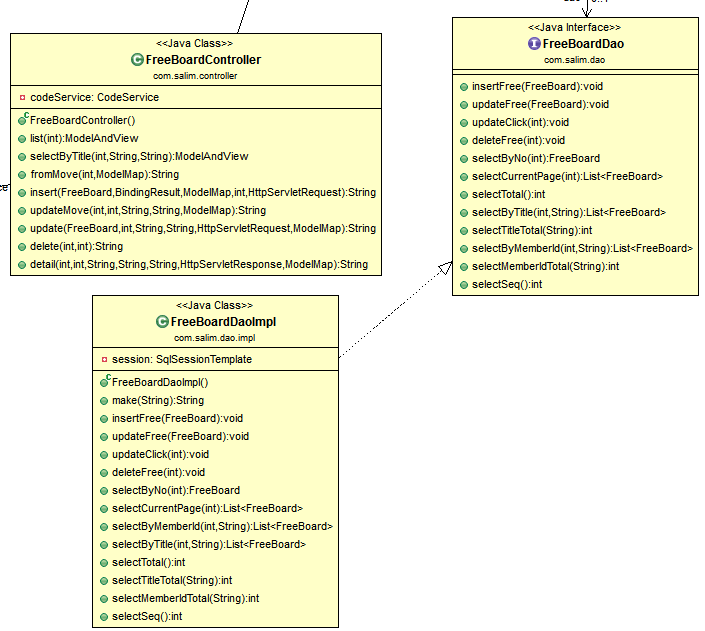 <<Java Class>>
FreeBoardController
com.salim.controller
codeService: CodeService
FreeBoardController()
list(int):ModelAndView
selectByTitle(int,String,String):ModelAndView
fromMove(int,ModelMap):String
insert(FreeBoard,BindingResult,ModelMap,int,HttpServletRequest):String
updateMove(int,int,String,String,ModelMap):String
update(FreeBoard,int,String,String,HttpServletRequest,ModelMap):String
delete(int,int):String
detail(int,int,String,String,String,HttpServletResponse,ModelMap):String
<<Java Interface>>
FreeBoardDao
com.salim.dao
insertFree(FreeBoard):void
updateFree(FreeBoard):void
updateClick(int):void
deleteFree(int):void
selectByNo(int):FreeBoard
selectCurrentPage(int):List<FreeBoard>
selectTotal():int
selectByTitle(int,String):List<FreeBoard>
selectTitleTotal(String):int
selectByMemberId(int,String):List<FreeBoard>
selectMemberIdTotal(String):int
selectSeq():int
<<Java Class>>
FreeBoardDaoImpl
com.salim.dao.impl
session: SqlSessionTemplate
FreeBoardDaoImpl()
make(String):String
insertFree(FreeBoard):void
updateFree(FreeBoard):void
updateClick(int):void
deleteFree(int):void
selectByNo(int):FreeBoard
selectCurrentPage(int):List<FreeBoard>
selectByMemberId(int,String):List<FreeBoard>
selectByTitle(int,String):List<FreeBoard>
selectTotal():int
selectTitleTotal(String):int
selectMemberIdTotal(String):int
selectSeq():int